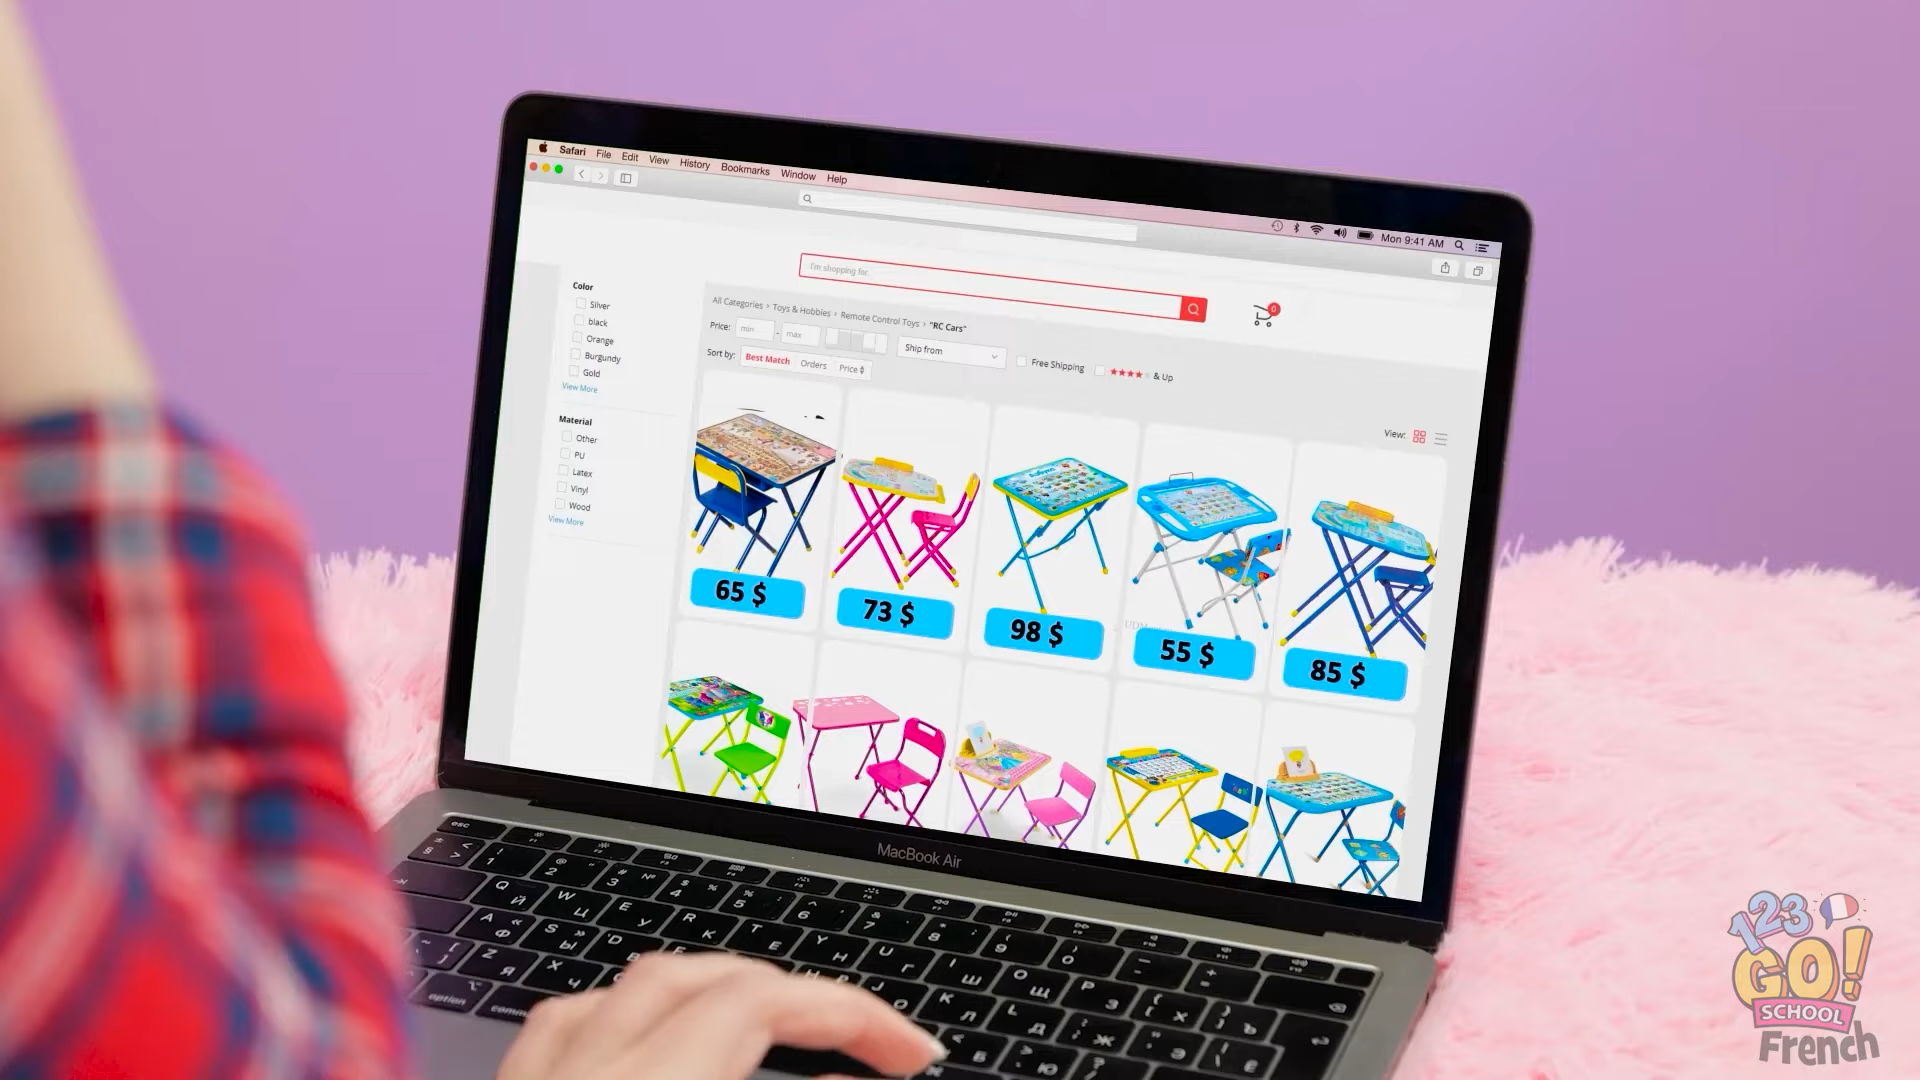 Safari File Edit View History Bookmarks Window Help
Mon 9:41 AM
I'm shopping for
0
All Categories > Toys & Hobbies > Remote Control Toys > "RC Cars"
Price: min - max Ship from Free Shipping ★★★★★ & Up
Sort by: Best Match Orders Price
View:
Color
Silver
black
Orange
Burgundy
Gold
View More
Material
Other
PU
Latex
Vinyl
Wood
View More
65 $
73 $
98 $
55 $
85 $
MacBook Air
esc
option
123
GO!
SCHOOL
French